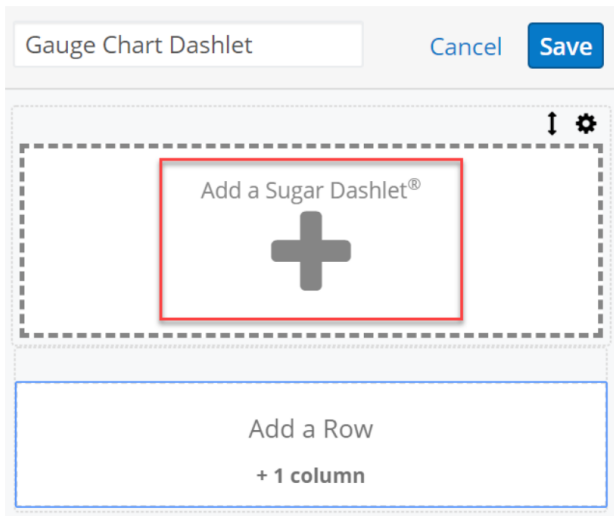 Gauge Chart Dashlet
Cancel
Save
Add a Sugar Dashlet®
Add a Row
+ 1 column